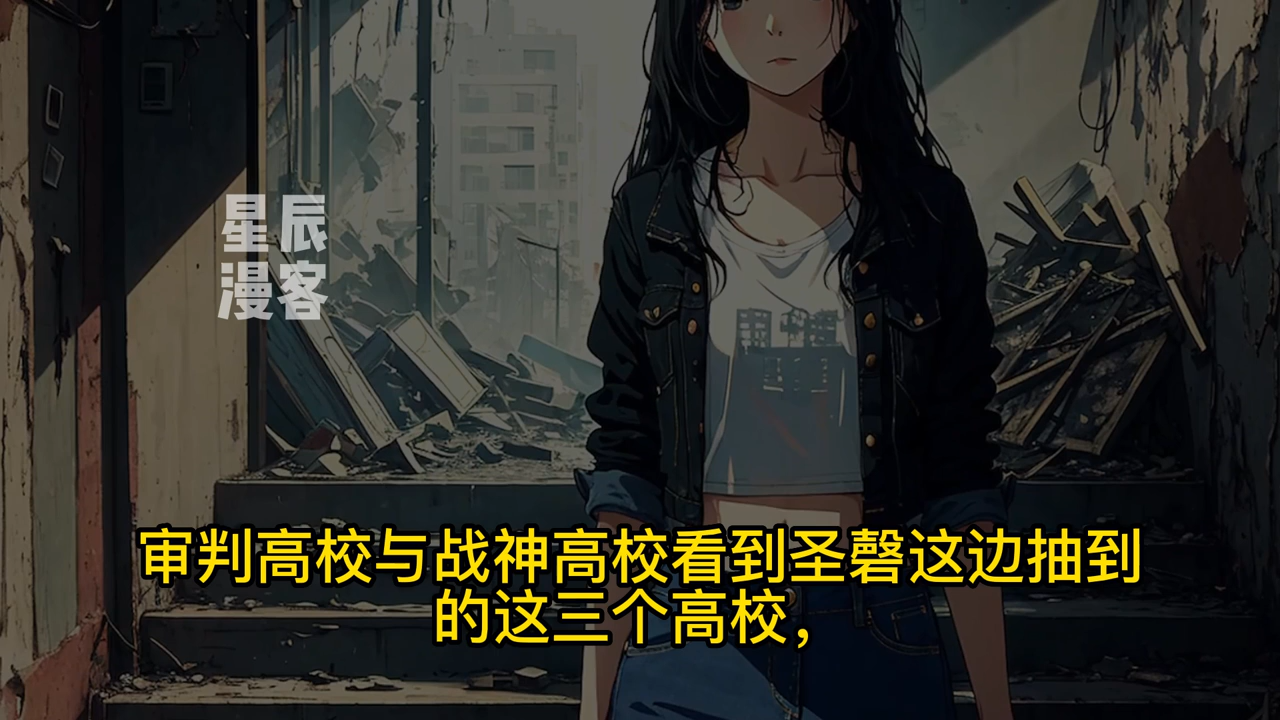 星辰
漫客
审判高校与战神高校看到圣磬这边抽到
的这三个高校，